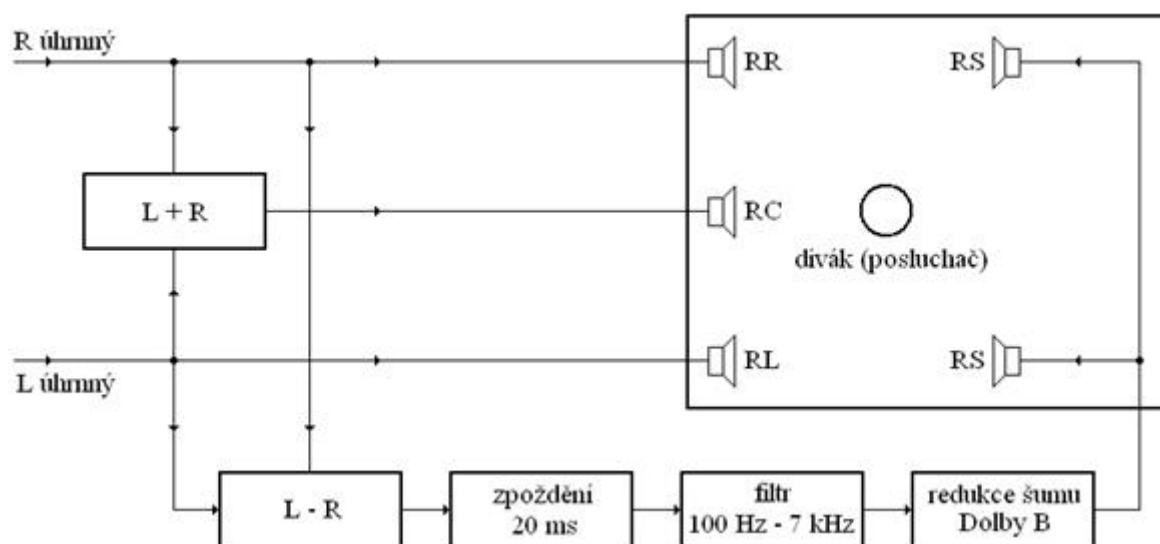 R úhrnný
RR
RS
L + R
RC
divák (posluchač)
RL
RS
L úhrnný
L - R
zpoždění
20 ms
filtr
100 Hz - 7 kHz
redukce šumu
Dolby B